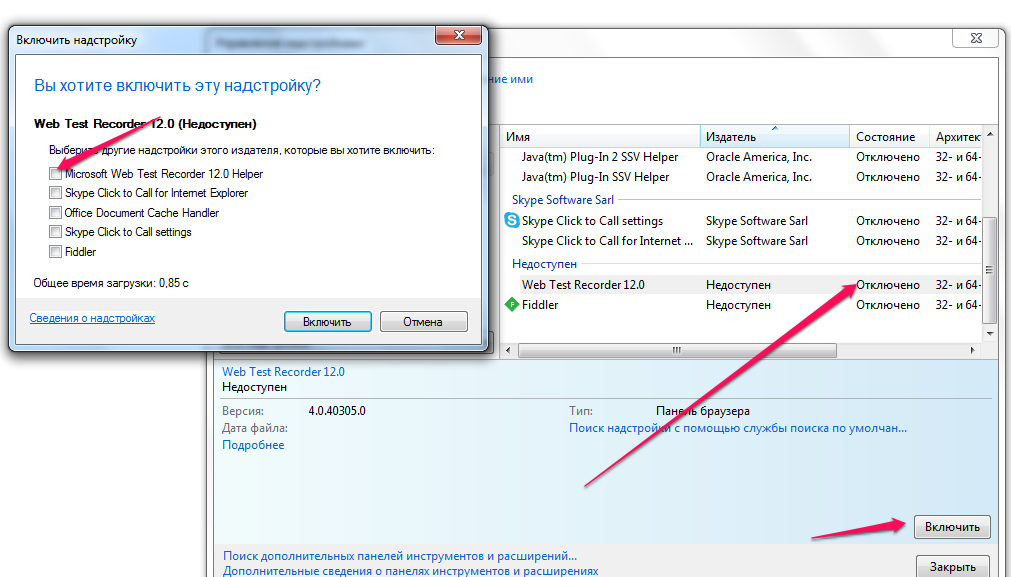 Включить надстройку
Вы хотите включить эту надстройку?
Web Test Recorder 12.0 (Недоступен)
Выберите другие надстройки этого издателя, которые вы хотите включить:
Microsoft Web Test Recorder 12.0 Helper
Skype Click to Call for Internet Explorer
Office Document Cache Handler
Skype Click to Call settings
Fiddler
Общее время загрузки: 0,85 с
Сведения о надстройках
Включить Отмена
ние ими
Имя Издатель Состояние Архитек
Java(tm) Plug-In 2 SSV Helper Oracle America, Inc. Отключено 32- и 64-
Java(tm) Plug-In SSV Helper Oracle America, Inc. Отключено 32- и 64-
Skype Software Sarl
Skype Click to Call settings Skype Software Sarl Отключено 32- и 64-
Skype Click to Call for Internet ... Skype Software Sarl Отключено 32- и 64-
Недоступен
Web Test Recorder 12.0 Недоступен Отключено 32- и 64-
Fiddler Недоступен Отключено 32- и 64-
Web Test Recorder 12.0
Недоступен
Версия: 4.0.40305.0 Тип: Панель браузера
Дата файла: Поиск надстройки с помощью службы поиска по умолчан...
Подробнее
Включить
Поиск дополнительных панелей инструментов и расширений...
Дополнительные сведения о панелях инструментов и расширениях
Закрыть